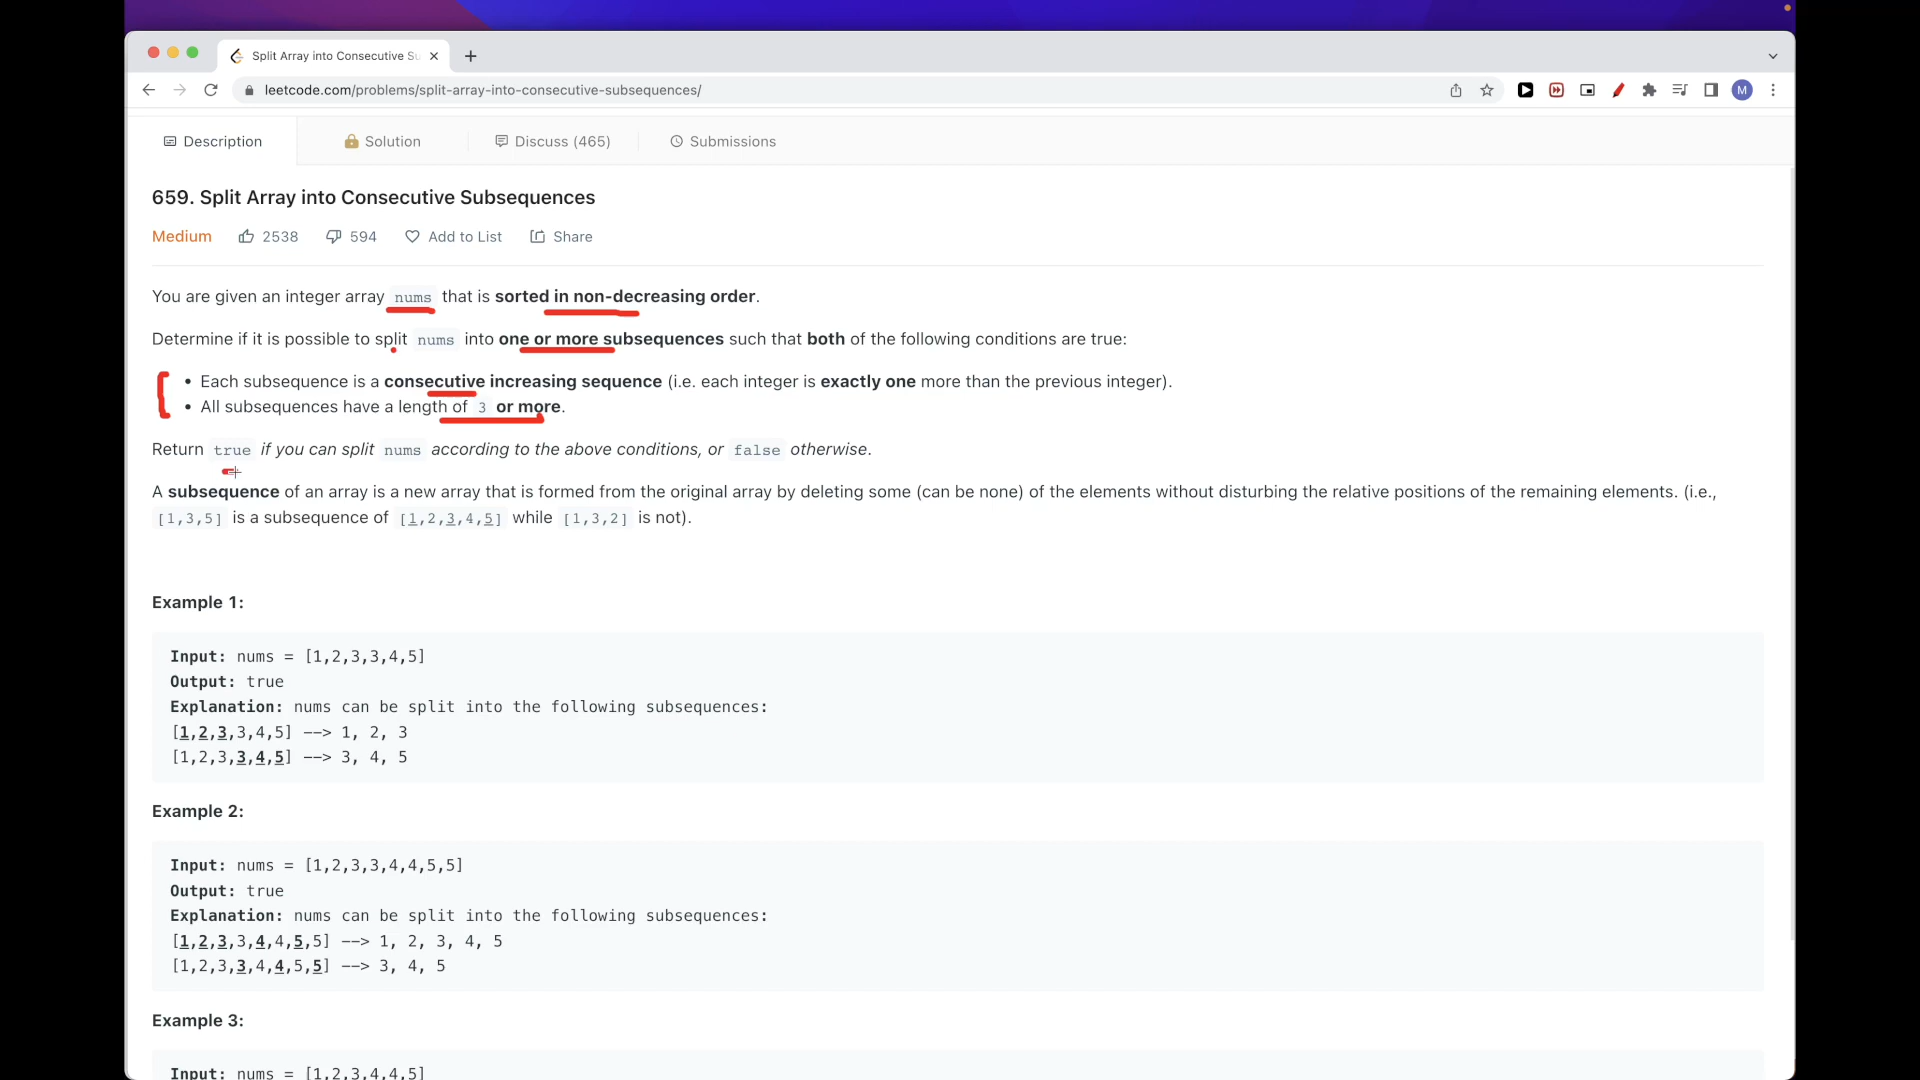 Split Array into Consecutive Su
leetcode.com/problems/split-array-into-consecutive-subsequences/
M
Description
Solution
Discuss (465)
Submissions
659. Split Array into Consecutive Subsequences
Medium 2538 594 Add to List Share
You are given an integer array nums that is sorted in non-decreasing order.
Determine if it is possible to split nums into one or more subsequences such that both of the following conditions are true:
• Each subsequence is a consecutive increasing sequence (i.e. each integer is exactly one more than the previous integer).
• All subsequences have a length of 3 or more.
Return true if you can split nums according to the above conditions, or false otherwise.
A subsequence of an array is a new array that is formed from the original array by deleting some (can be none) of the elements without disturbing the relative positions of the remaining elements. (i.e.,
[1,3,5] is a subsequence of [1,2,3,4,5] while [1,3,2] is not).
Example 1:
Input: nums = [1,2,3,3,4,5]
Output: true
Explanation: nums can be split into the following subsequences:
[1,2,3,3,4,5] --> 1, 2, 3
[1,2,3,3,4,5] --> 3, 4, 5
Example 2:
Input: nums = [1,2,3,3,4,4,5,5]
Output: true
Explanation: nums can be split into the following subsequences:
[1,2,3,3,4,4,5,5] --> 1, 2, 3, 4, 5
[1,2,3,3,4,4,5,5] --> 3, 4, 5
Example 3:
Input: nums = [1,2,3,4,4,5]